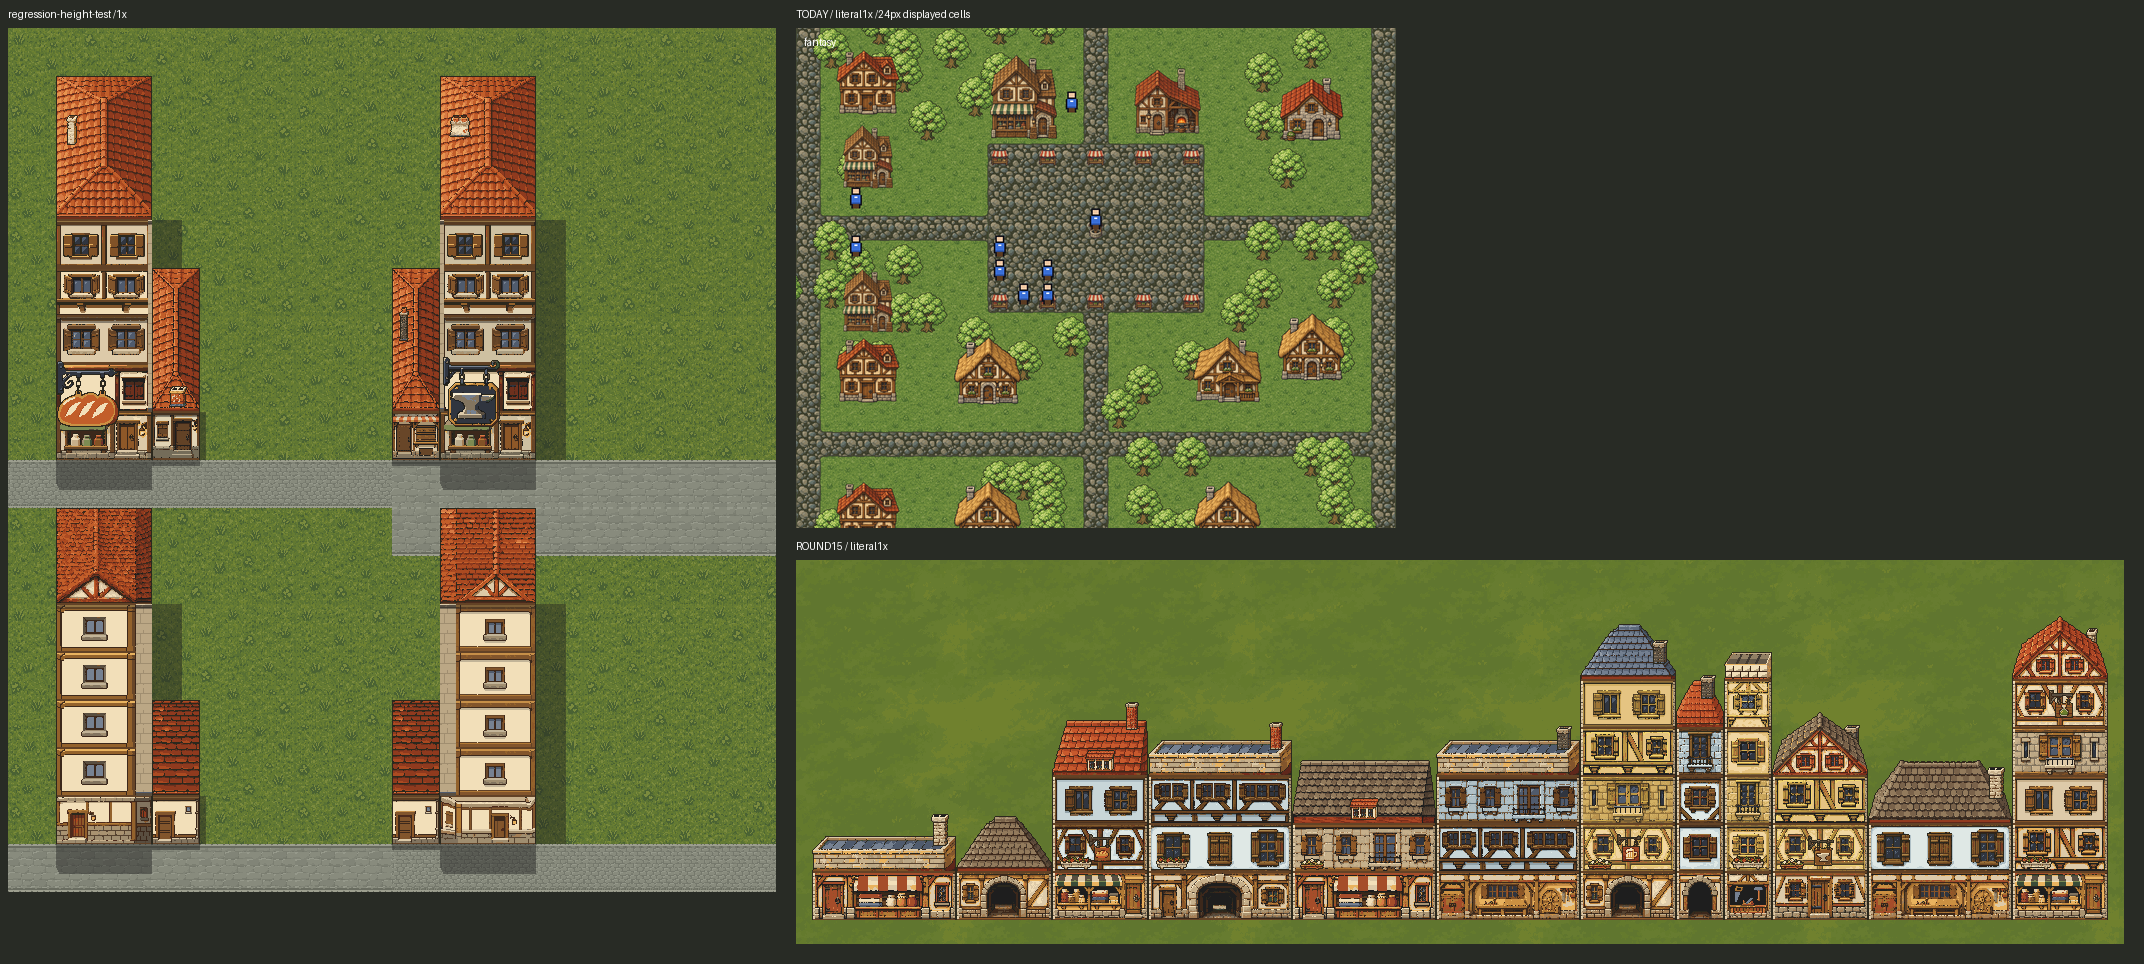 regression-height-test/1x
TODAY / literal1x /24px displayed cells
fantasy
ROUND15 / literal1x